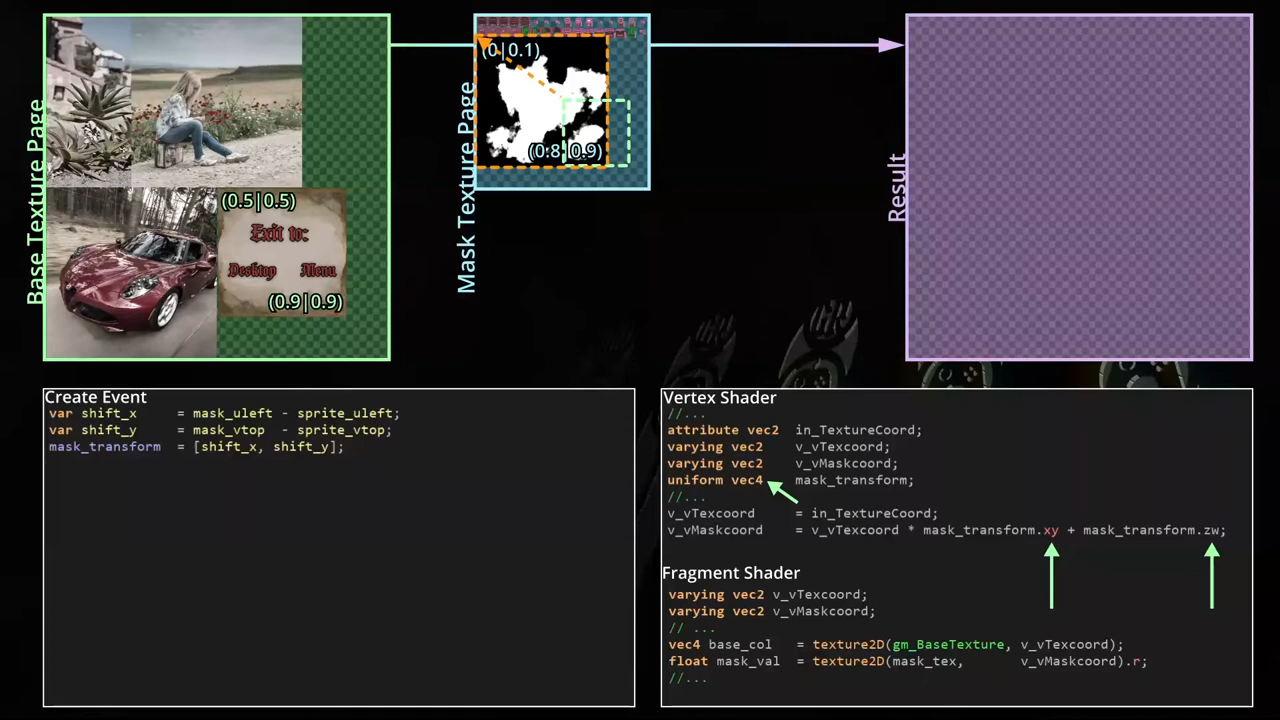 Base Texture Page
(0.5|0.5)
Exit to:
Desktop Menu
(0.9|0.9)
Mask Texture Page
(0|0.1)
(0.8|0.9)
Result
Create Event
var shift_x = mask_uleft - sprite_uleft;
var shift_y = mask_vtop - sprite_vtop;
mask_transform = [shift_x, shift_y];
Vertex Shader
//...
attribute vec2 in_TextureCoord;
varying vec2 v_vTexcoord;
varying vec2 v_vMaskcoord;
uniform vec4 mask_transform;
//...
v_vTexcoord = in_TextureCoord;
v_vMaskcoord = v_vTexcoord * mask_transform.xy + mask_transform.zw;
Fragment Shader
varying vec2 v_vTexcoord;
varying vec2 v_vMaskcoord;
// ...
vec4 base_col = texture2D(gm_BaseTexture, v_vTexcoord);
float mask_val = texture2D(mask_tex, v_vMaskcoord).r;
//...